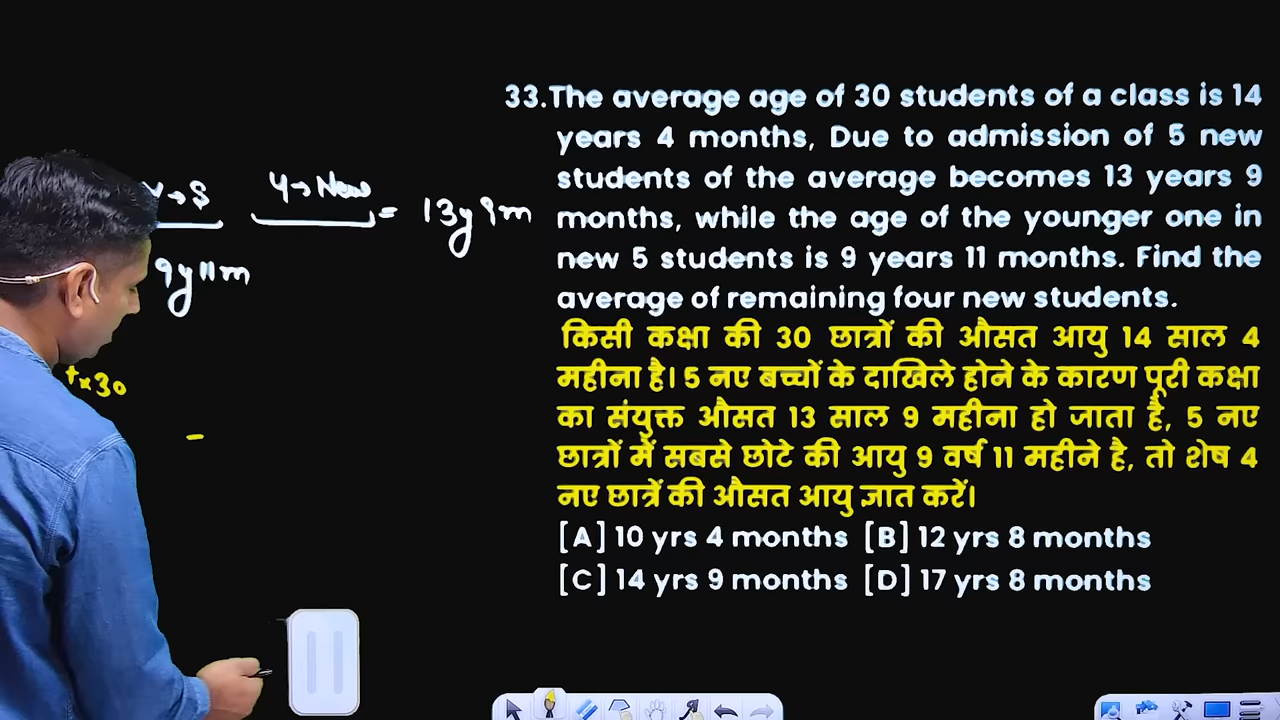 33.The average age of 30 students of a class is 14
years 4 months, Due to admission of 5 new
students of the average becomes 13 years 9
months, while the age of the younger one in
new 5 students is 9 years 11 months. Find the
average of remaining four new students.
किसी कक्षा की 30 छात्रों की औसत आयु 14 साल 4
महीना है। 5 नए बच्चों के दाखिले होने के कारण पूरी कक्षा
का संयुक्त औसत 13 साल 9 महीना हो जाता है, 5 नए
छात्रों में सबसे छोटे की आयु 9 वर्ष 11 महीने है, तो शेष 4
नए छात्रें की औसत आयु ज्ञात करें।
[A] 10 yrs 4 months [B] 12 yrs 8 months
[C] 14 yrs 9 months [D] 17 yrs 8 months
→S 4→New = 13y9m
9y11m
×30
-